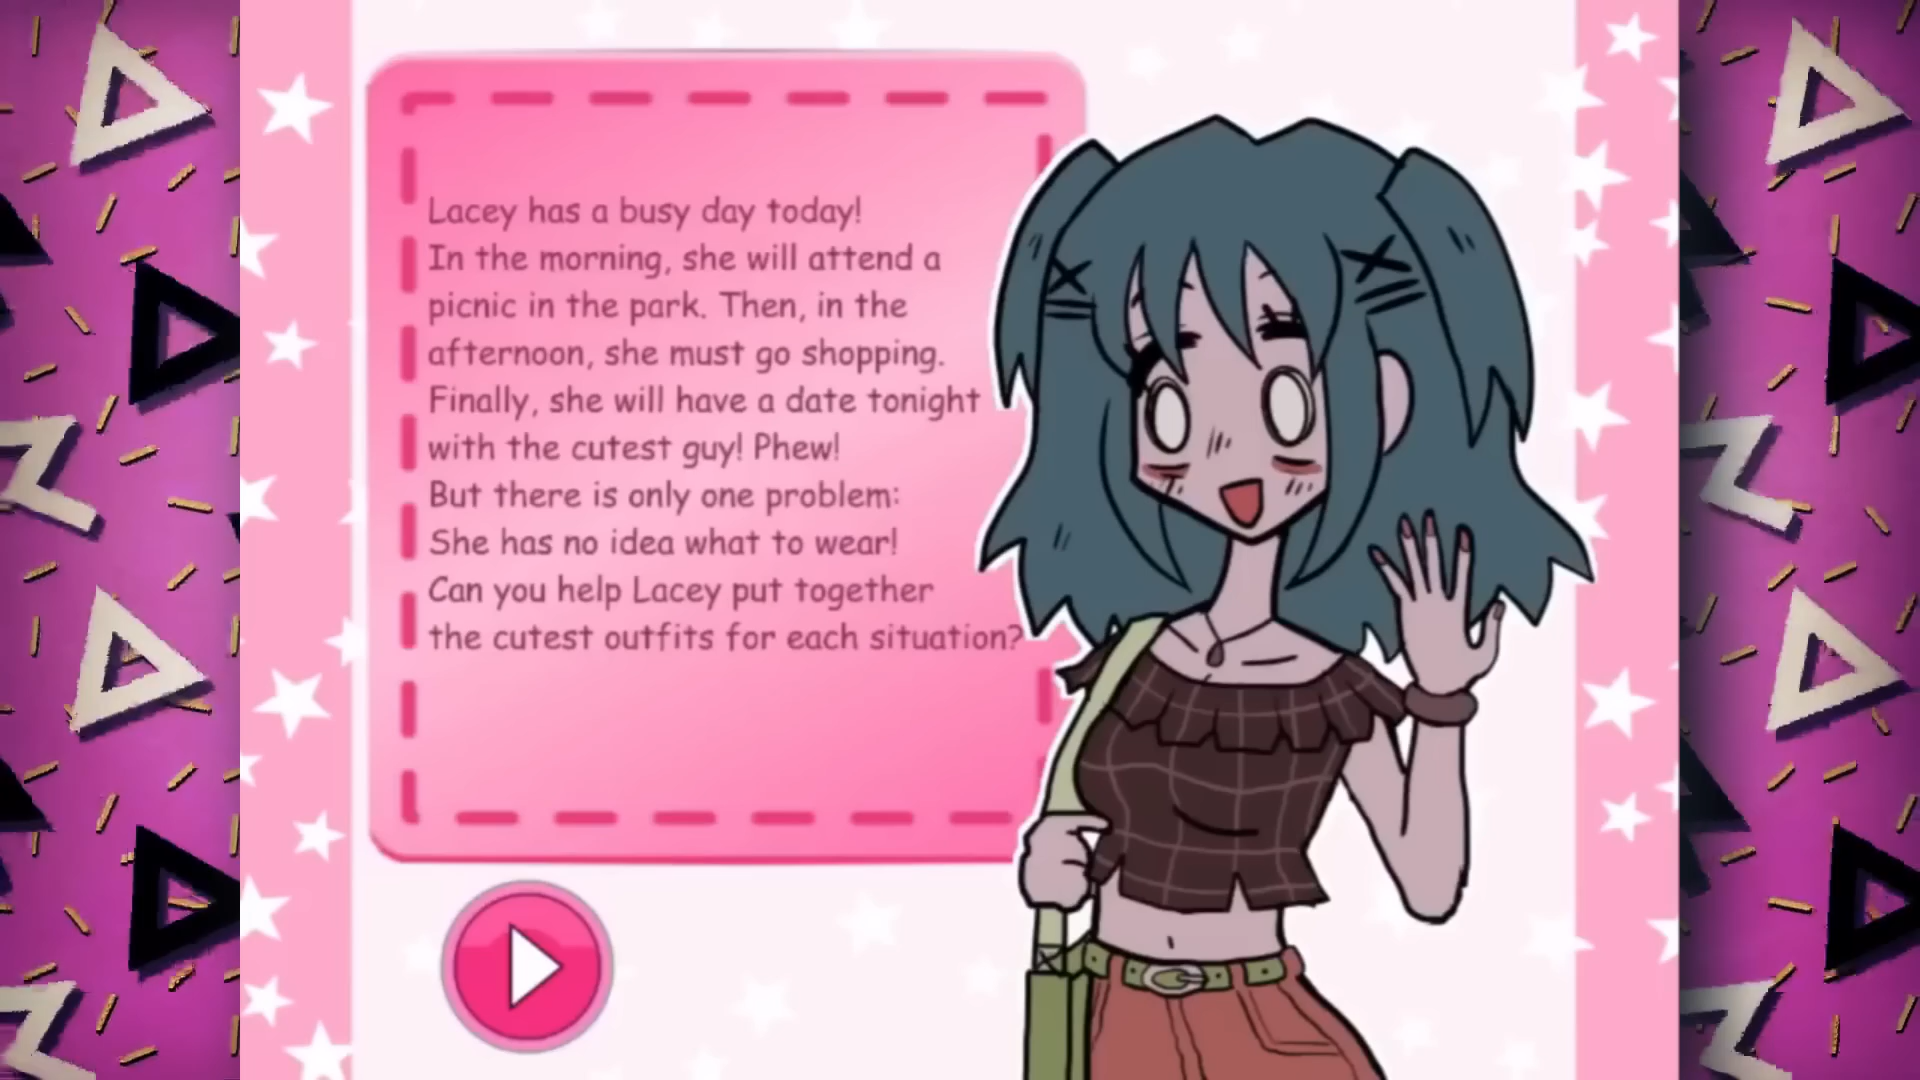 Lacey has a busy day today!
In the morning, she will attend a
picnic in the park. Then, in the
afternoon, she must go shopping.
Finally, she will have a date tonight
with the cutest guy! Phew!
But there is only one problem:
She has no idea what to wear!
Can you help Lacey put together
the cutest outfits for each situation?